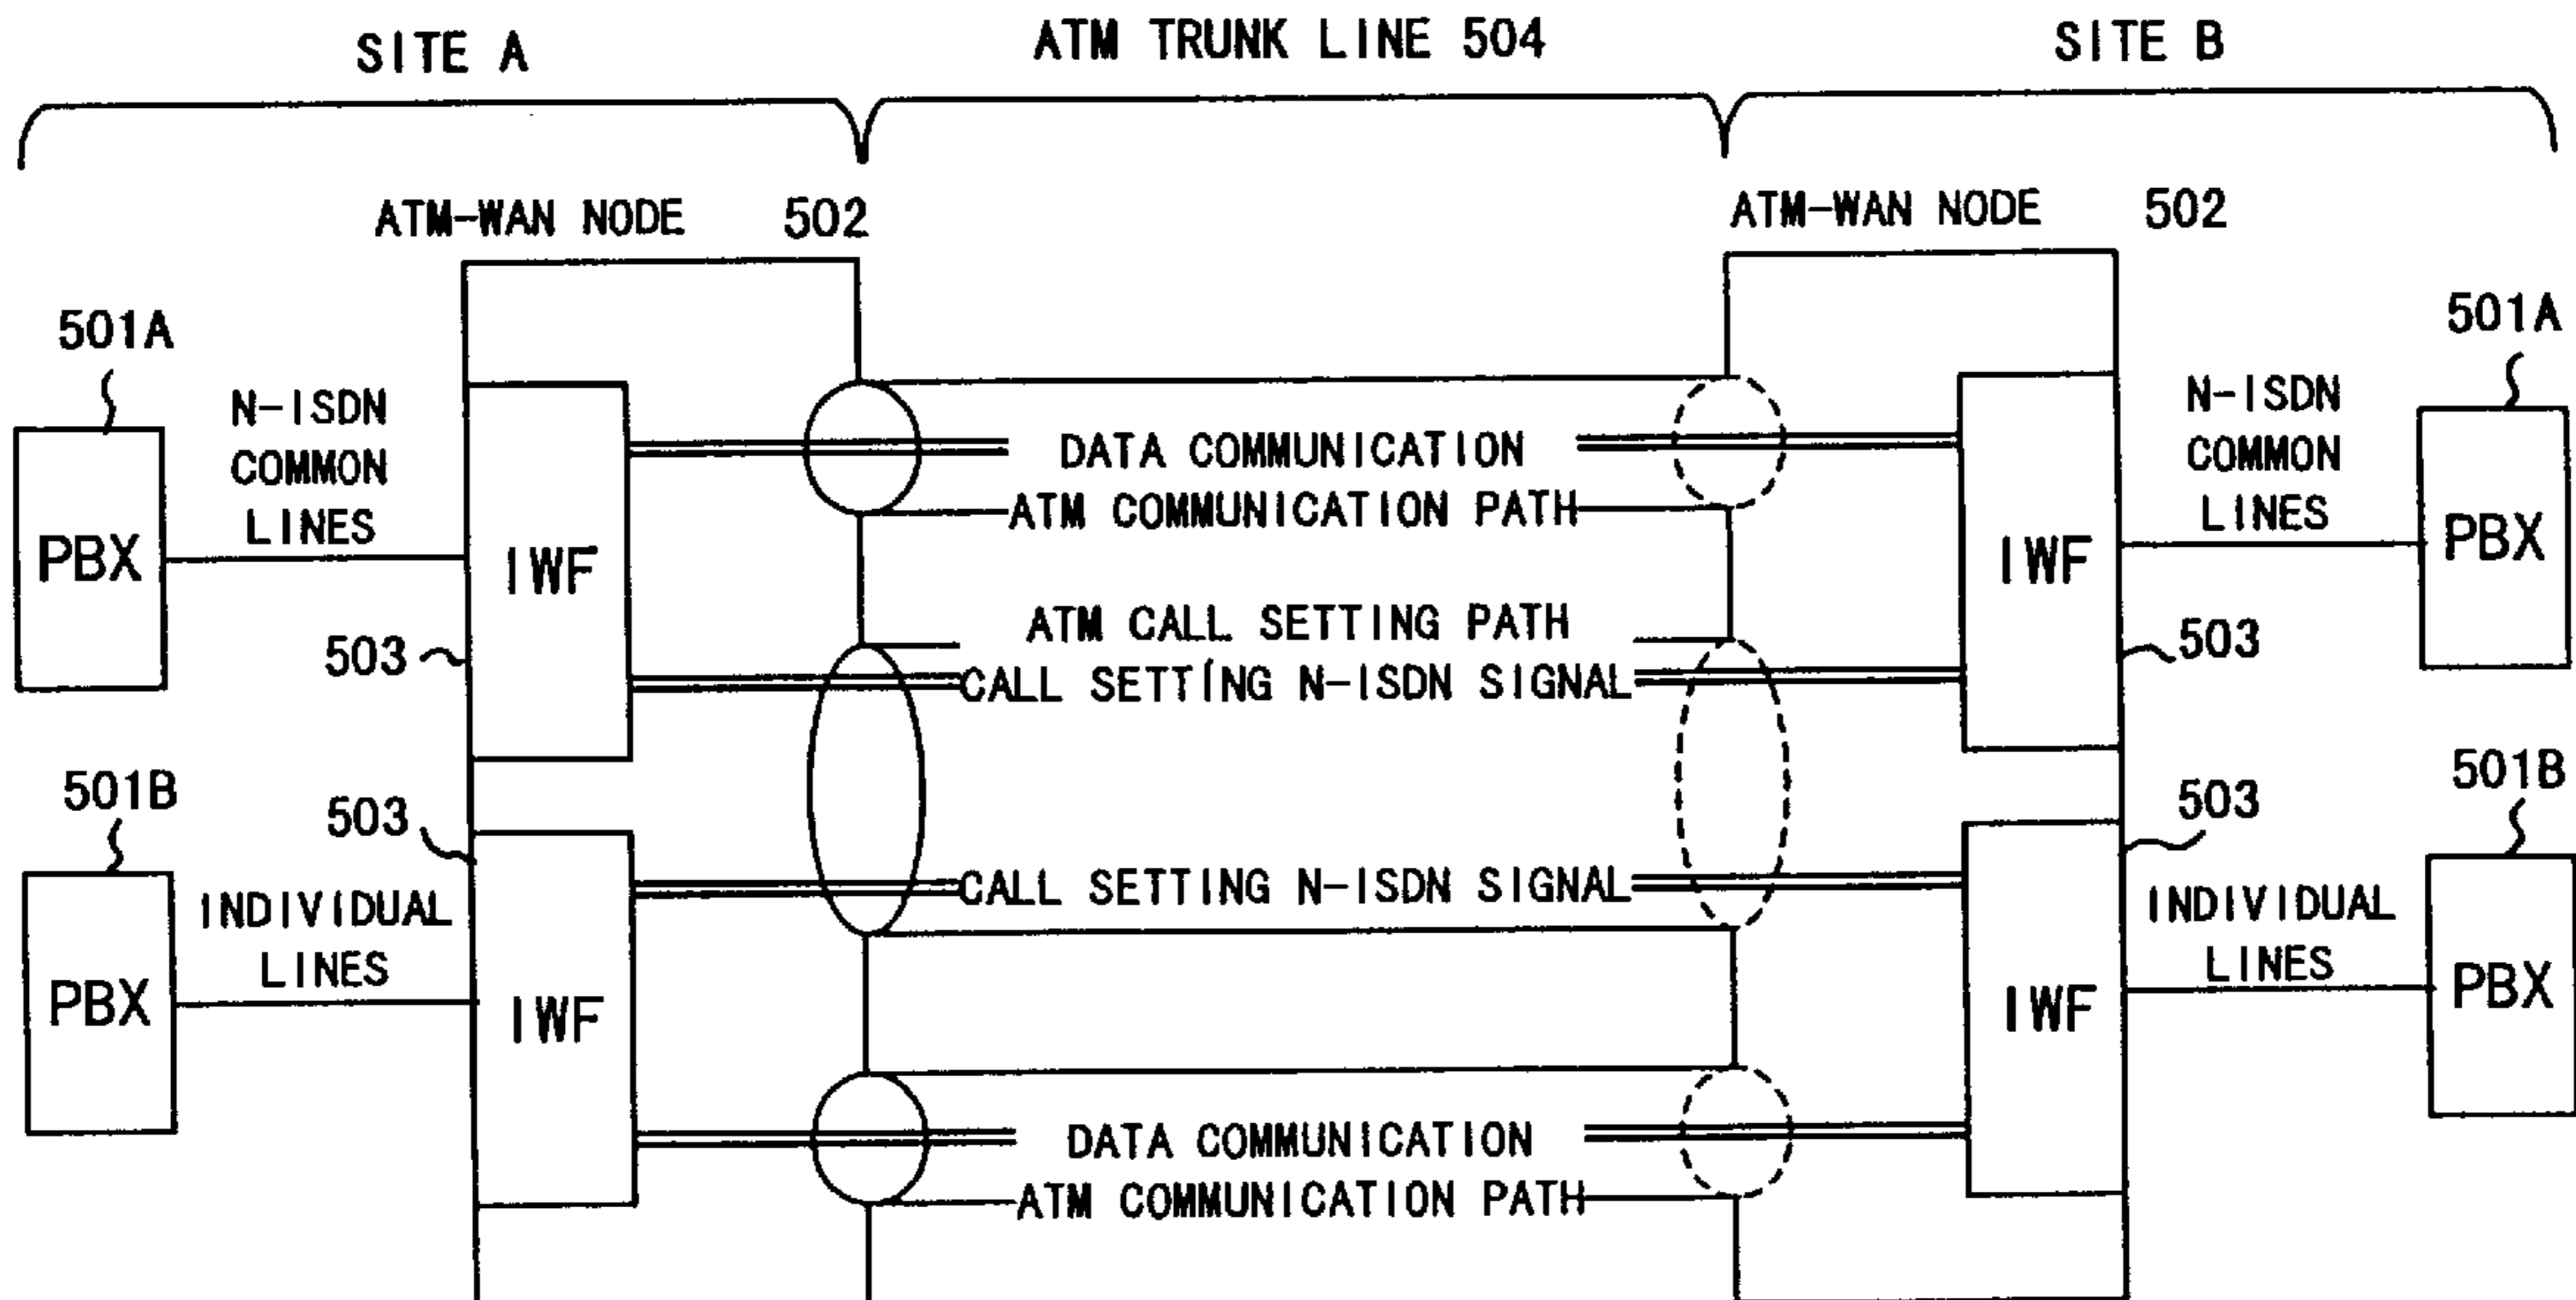 SITE A
ATM TRUNK LINE 504
SITE B
ATM-WAN NODE 502
ATM-WAN NODE 502
501A
N-ISDN
COMMON
LINES
PBX
IWF
503
DATA COMMUNICATION
ATM COMMUNICATION PATH
ATM CALL SETTING PATH
CALL SETTING N-ISDN SIGNAL
IWF
503
N-ISDN
COMMON
LINES
501A
PBX
501B
INDIVIDUAL
LINES
PBX
503
IWF
CALL SETTING N-ISDN SIGNAL
DATA COMMUNICATION
ATM COMMUNICATION PATH
503
IWF
INDIVIDUAL
LINES
501B
PBX